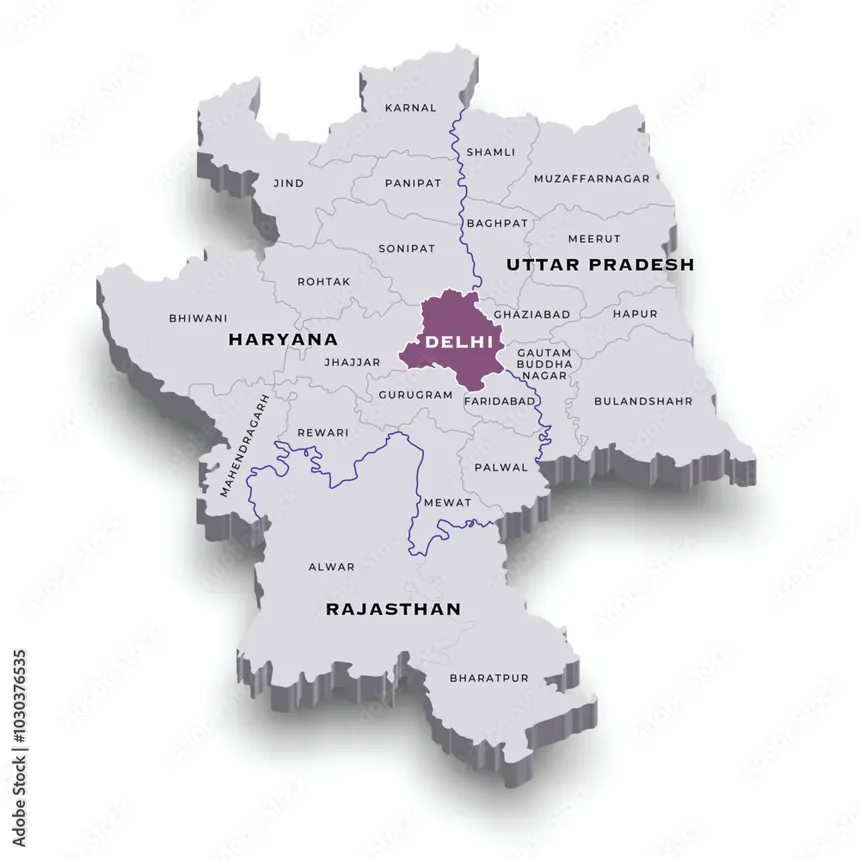 KARNAL
SHAMLI
JIND
PANIPAT
MUZAFFARNAGAR
BAGHPAT
SONIPAT
MEERUT
UTTAR PRADESH
ROHTAK
BHIWANI
GHAZIABAD
HAPUR
HARYANA
DELHI
JHAJJAR
GAUTAM
BUDDHA
NAGAR
GURUGRAM
FARIDABAD
BULANDSHAHR
MAHENDRAGARH
REWARI
PALWAL
MEWAT
ALWAR
RAJASTHAN
BHARATPUR
Adobe Stock | #1030376535